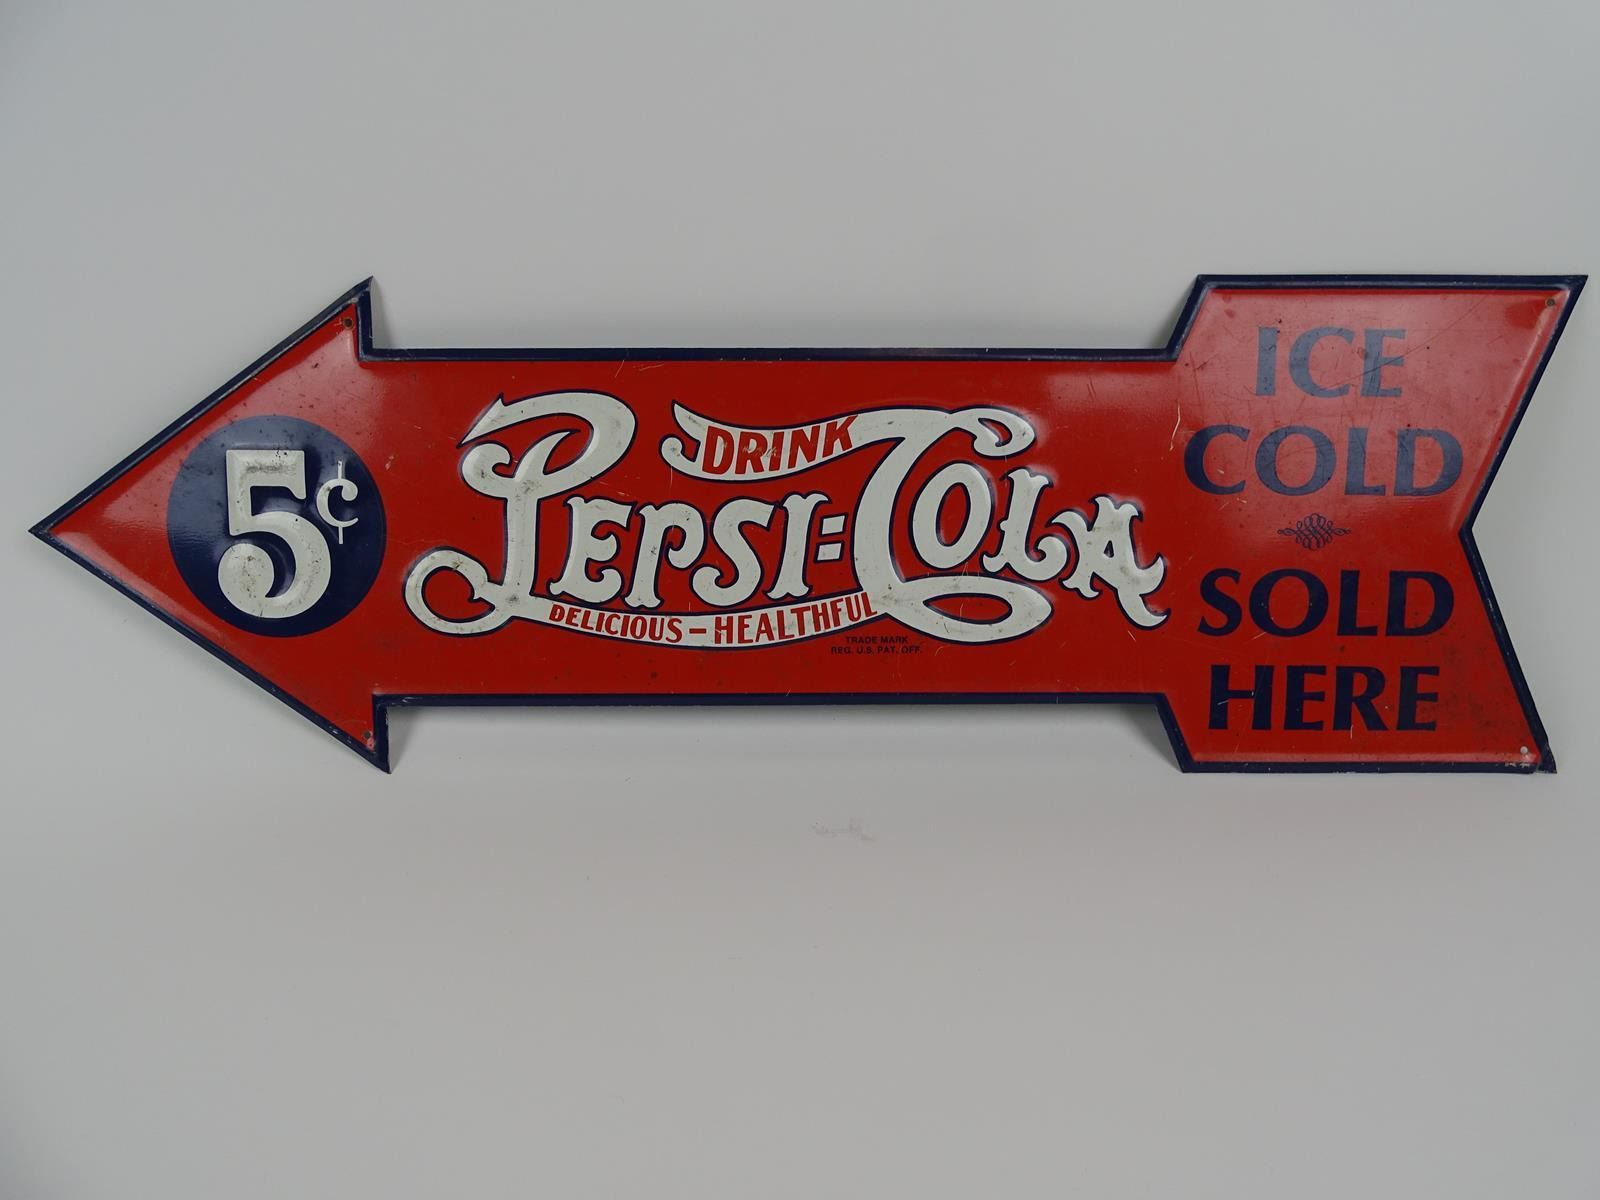 5¢
DRINK
PEPSI=COLA
DELICIOUS-HEALTHFUL
TRADE MARK
REG. U.S. PAT. OFF.
ICE
COLD
SOLD
HERE